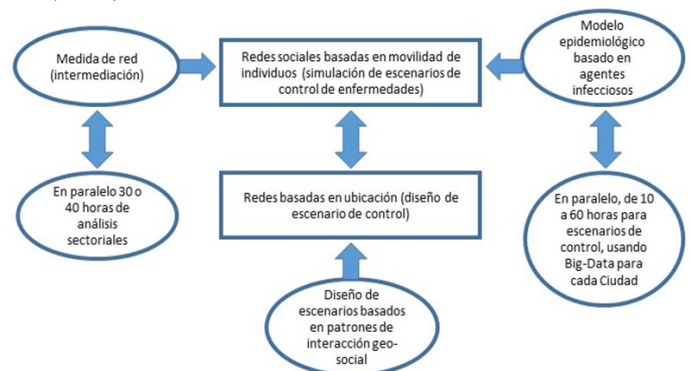 Medida de red
(intermediación)
Redes sociales basadas en movilidad de
individuos (simulación de escenarios de
control de enfermedades)
Modelo
epidemiológico
basado en
agentes
infecciosos
En paralelo 30 o
40 horas de
análisis
sectoriales
Redes basadas en ubicación (diseño de
escenario de control)
En paralelo, de 10
a 60 horas para
escenarios de
control, usando
Big-Data para
cada Ciudad
Diseño de
escenarios basados
en patrones de
interacción geo-
social